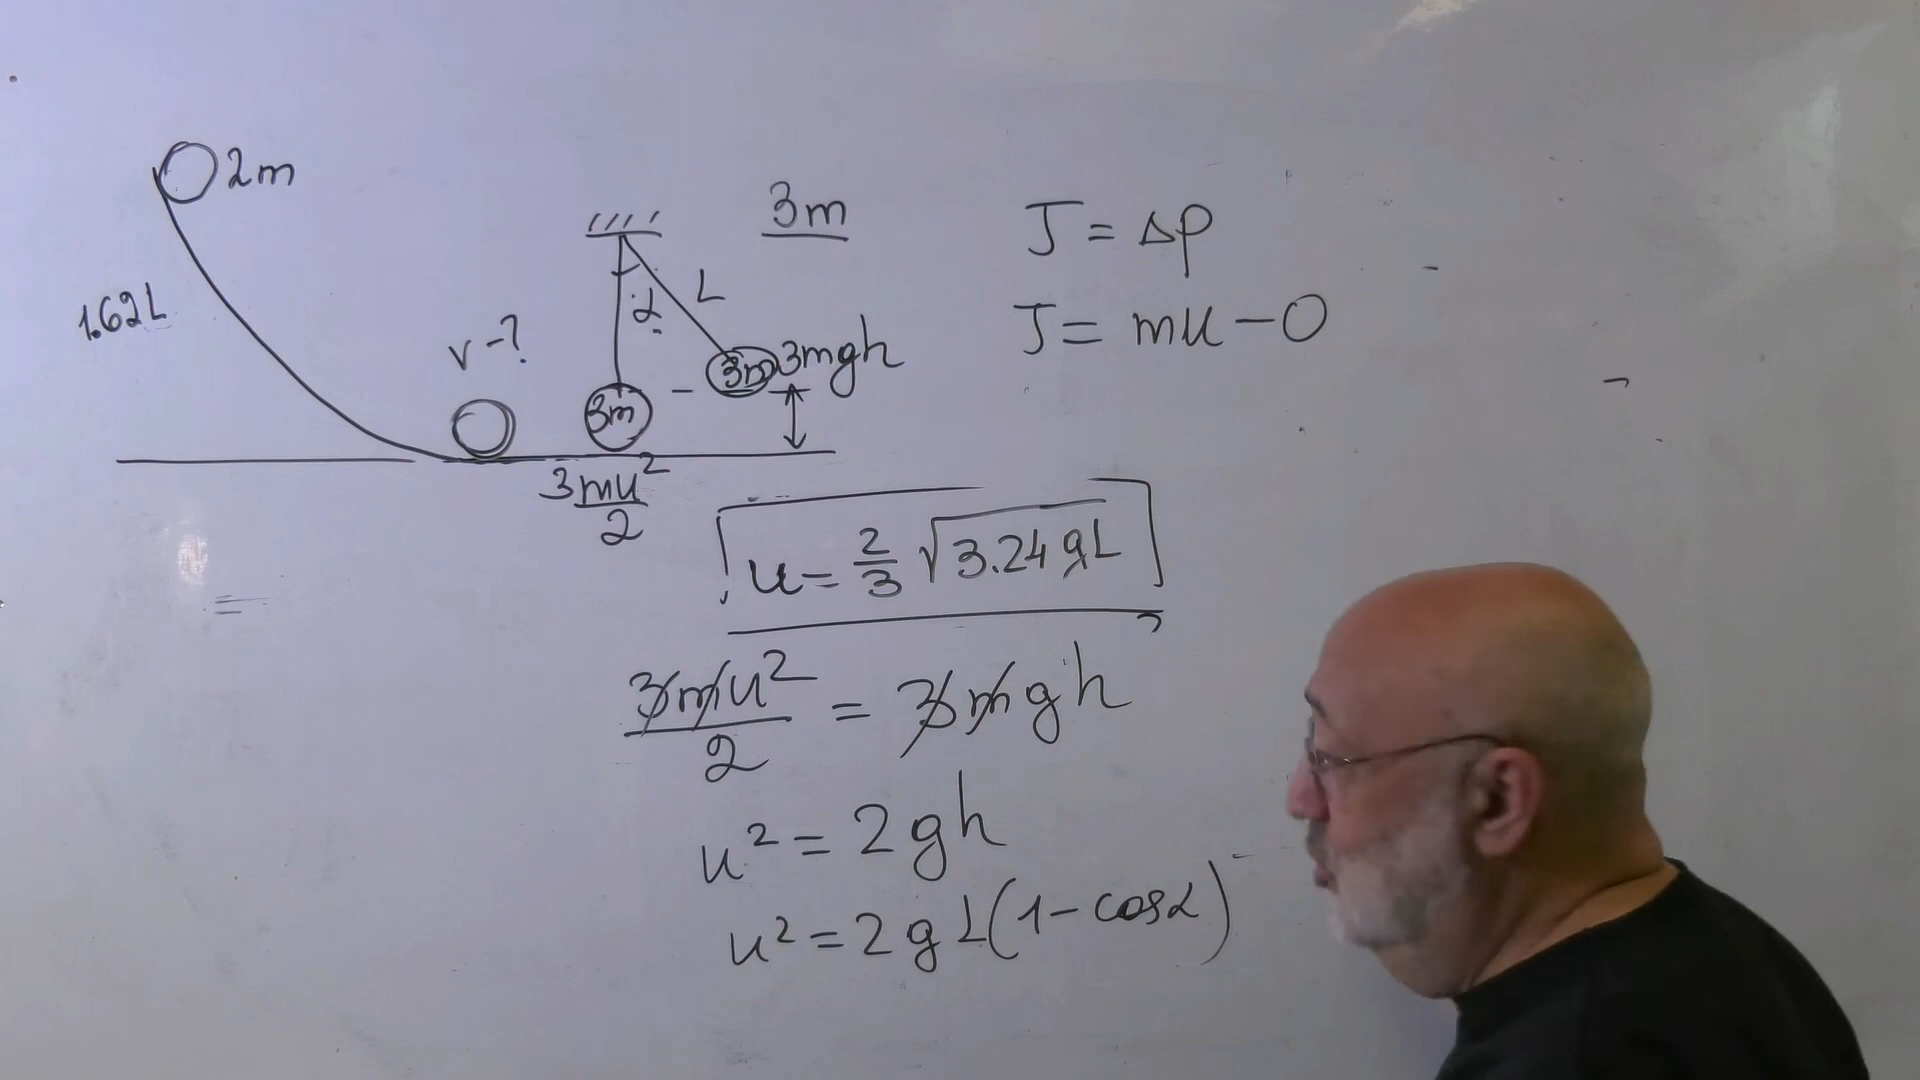 2m
1.62L
v-?
α
L
3m
3m
3mgh
3mu²/2
3m
J = Δp
J = mu - 0
u = 2/3 √3.24 gL
3mu²/2 = 3mgh
u² = 2gh
u² = 2gL(1-cosα)